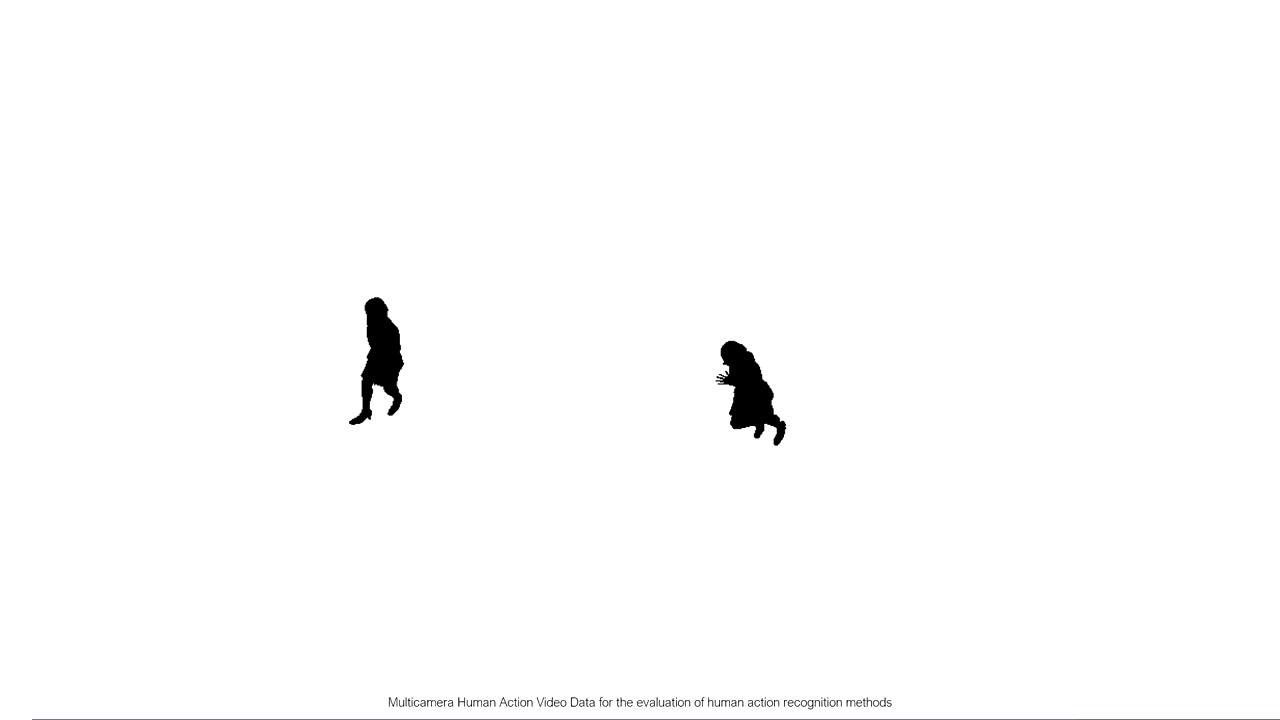 Multicamera Human Action Video Data for the evaluation of human action recognition methods